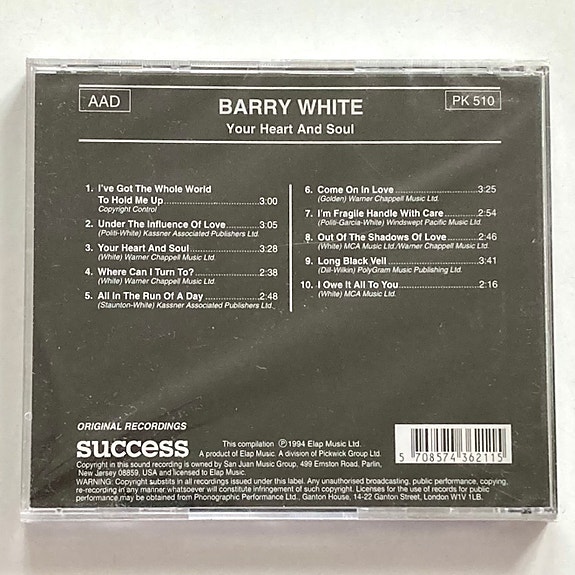 AAD
BARRY WHITE
PK 510
Your Heart And Soul
1. I've Got The Whole World
To Hold Me Up 3:00
Copyright Control
2. Under The Influence Of Love 3:05
(Politi-White) Kassner Associated Publishers Ltd.
3. Your Heart And Soul 3:28
(White) Warner Chappell Music Ltd.
4. Where Can I Turn To? 2:38
(White) Warner Chappell Music Ltd.
5. All In The Run Of A Day 2:48
(Staunton-White) Kassner Associated Publishers Ltd.
6. Come On In Love 3:25
(Golden) Warner Chappell Music Ltd.
7. I'm Fragile Handle With Care 2:54
(Politi-Garcia-White) Windswept Pacific Music Ltd.
8. Out Of The Shadows Of Love 2:46
(White) MCA Music Ltd./Warner Chappell Music Ltd.
9. Long Black Veil 3:41
(Dill-Wilkin) PolyGram Music Publishing Ltd.
10. I Owe It All To You 2:16
(White) MCA Music Ltd.
ORIGINAL RECORDINGS
success
This compilation ℗ 1994 Elap Music Ltd.
A product of Elap Music. A division of Pickwick Group Ltd.
Copyright in this sound recording is owned by San Juan Music Group, 499 Ernston Road, Parlin,
New Jersey 08859, USA and licensed to Elap Music.
WARNING: Copyright subsists in all recordings issued under this label. Any unauthorised broadcasting, public performance, copying,
re-recording in any manner whatsoever will constitute infringement of such copyright. Licenses for the use of records for public
performance may be obtained from Phonographic Performance Ltd., Ganton House, 14-22 Ganton Street, London W1V 1LB.
5 708574 362115